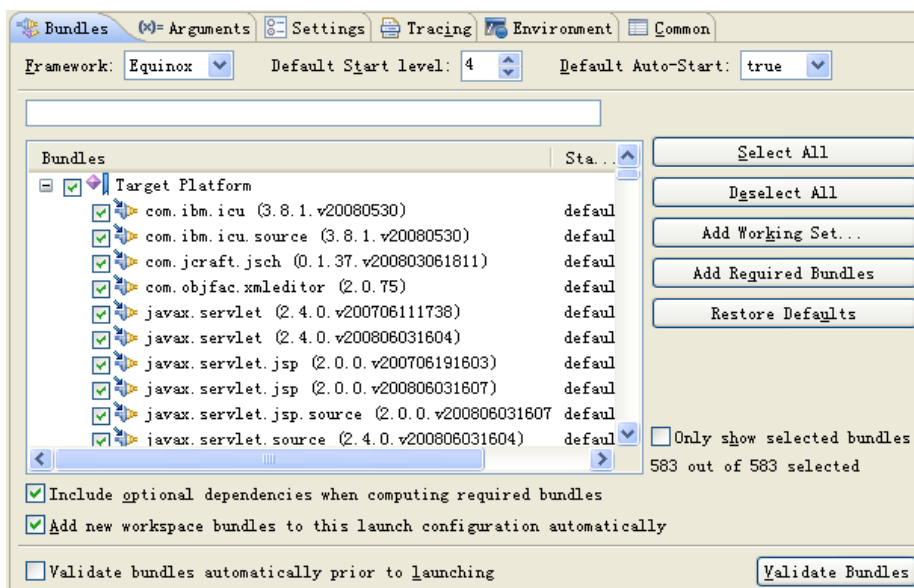 Bundles (x)= Arguments Settings Tracing Environment Common
Framework: Equinox Default Start level: 4 Default Auto-Start: true
Bundles Sta...
Target Platform
com.ibm.icu (3.8.1.v20080530) defaul
com.ibm.icu.source (3.8.1.v20080530) defaul
com.jcraft.jsch (0.1.37.v200803061811) defaul
com.objfac.xmleditor (2.0.75) defaul
javax.servlet (2.4.0.v200706111738) defaul
javax.servlet (2.4.0.v200806031604) defaul
javax.servlet.jsp (2.0.0.v200706191603) defaul
javax.servlet.jsp (2.0.0.v200806031607) defaul
javax.servlet.jsp.source (2.0.0.v200806031607 defaul
javax.servlet.source (2.4.0.v200806031604) defaul
Select All
Deselect All
Add Working Set...
Add Required Bundles
Restore Defaults
Only show selected bundles
583 out of 583 selected
Include optional dependencies when computing required bundles
Add new workspace bundles to this launch configuration automatically
Validate bundles automatically prior to launching
Validate Bundles